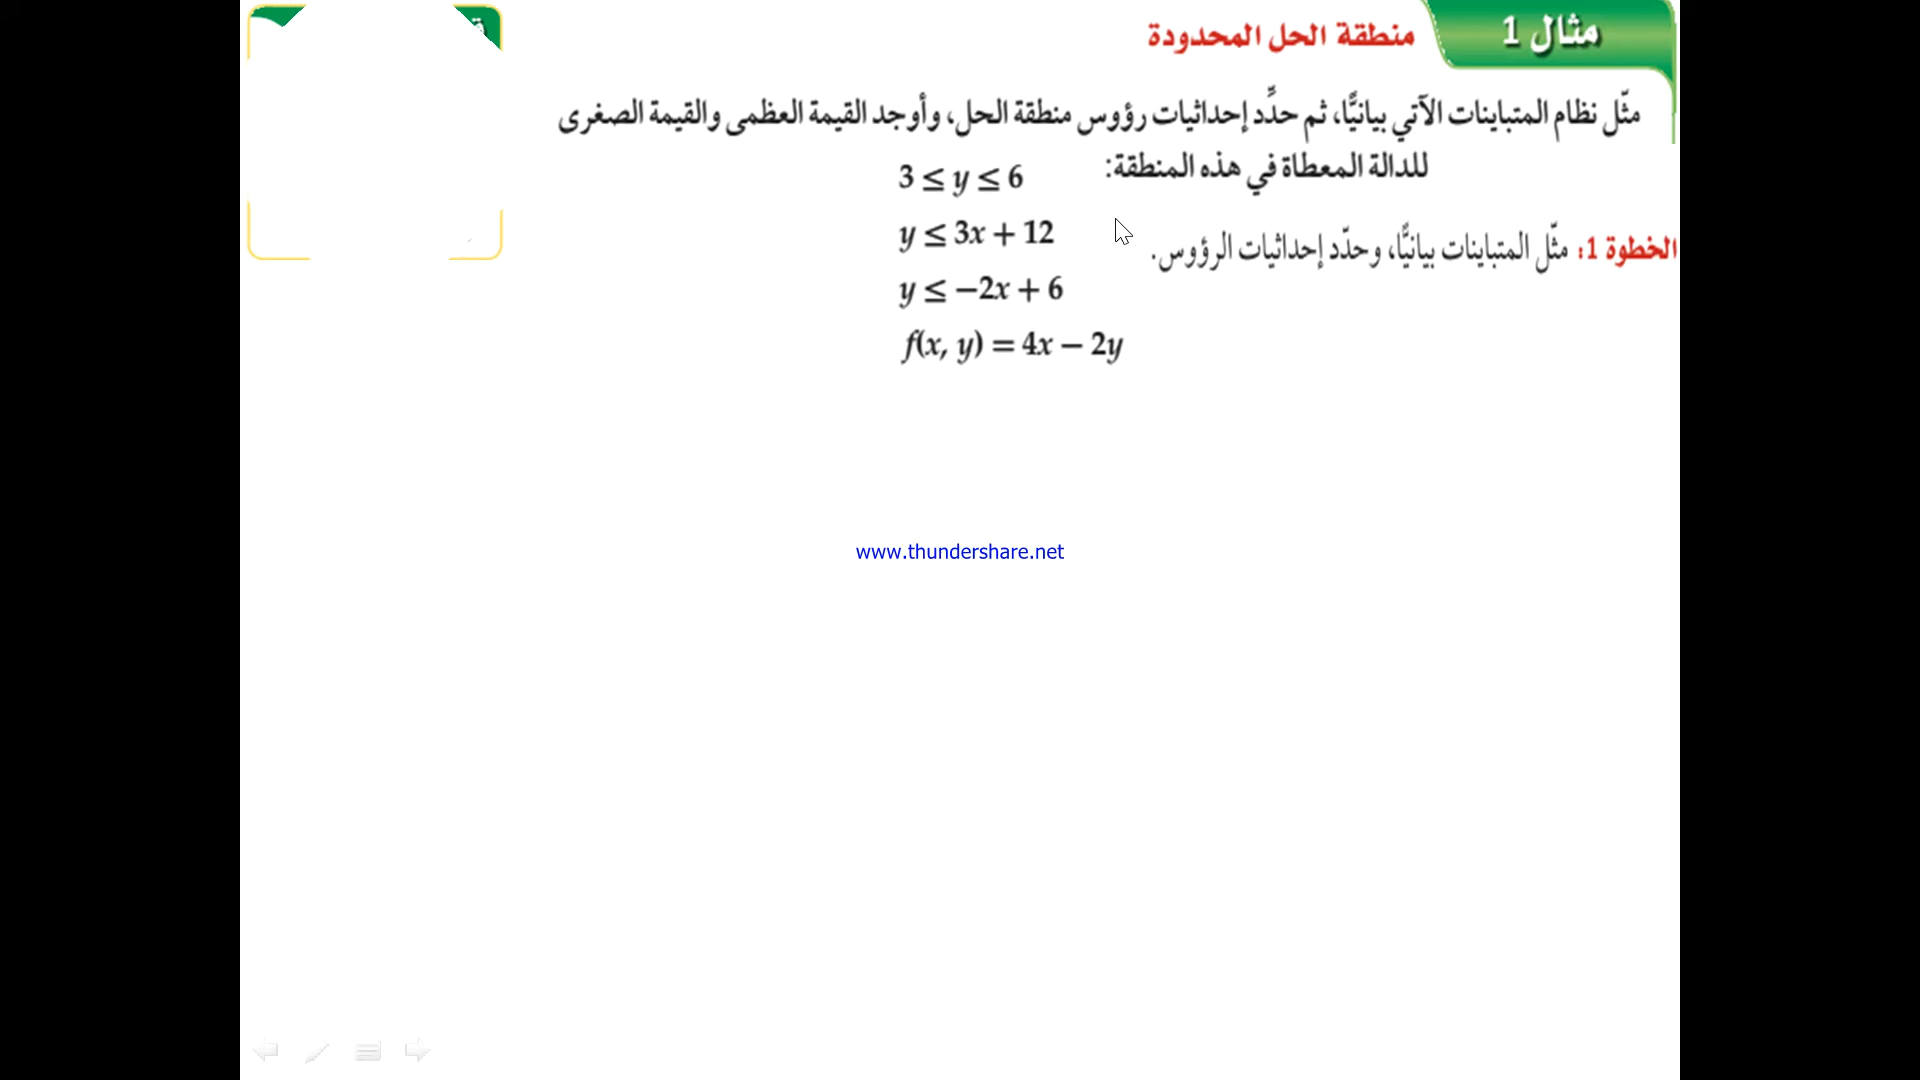 مثال 1
منطقة الحل المحدودة
مثّل نظام المتباينات الآتي بيانيًّا، ثم حدِّد إحداثيات رؤوس منطقة الحل، وأوجد القيمة العظمى والقيمة الصغرى
للدالة المعطاة في هذه المنطقة:
3 ≤ y ≤ 6
y ≤ 3x + 12
y ≤ −2x + 6
f(x, y) = 4x − 2y
الخطوة 1: مثّل المتباينات بيانيًّا، وحدّد إحداثيات الرؤوس.
www.thundershare.net